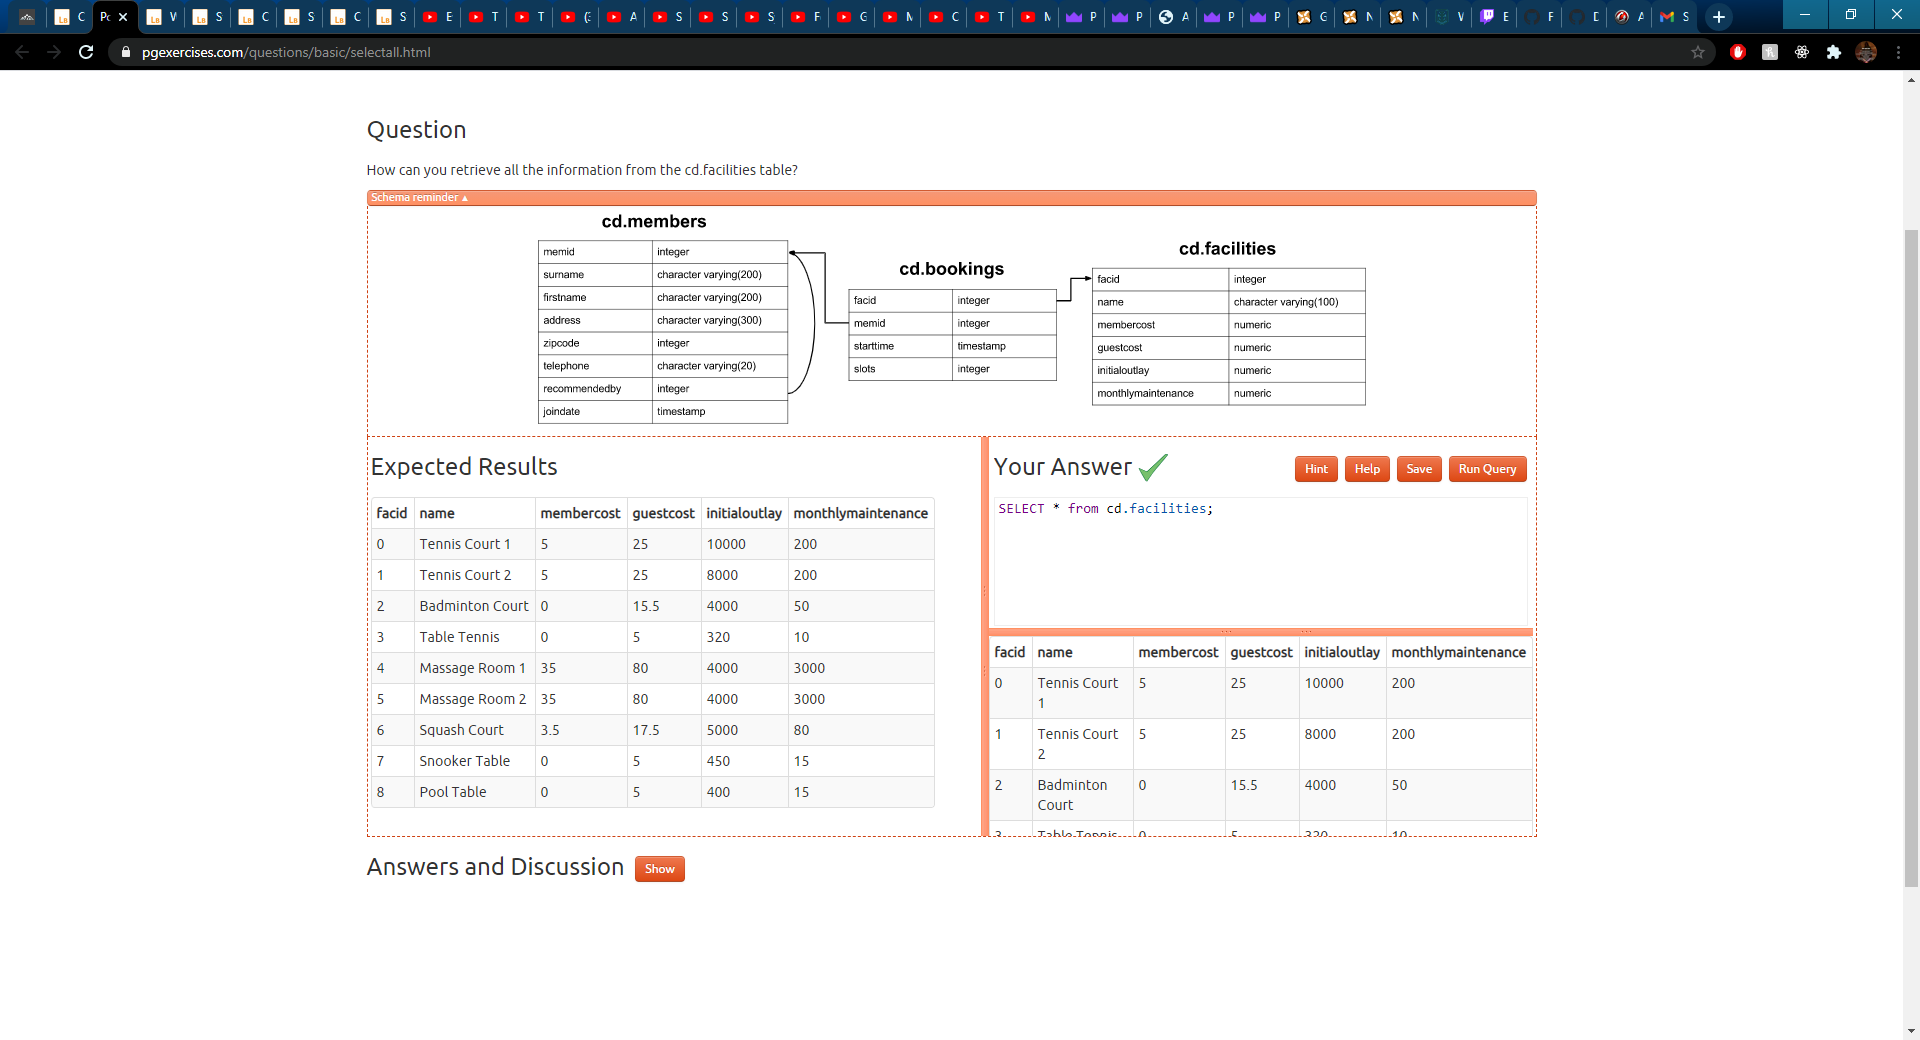 pgexercises.com/questions/basic/selectall.html
Question
How can you retrieve all the information from the cd.facilities table?
Schema reminder ▲
cd.members
memid integer
surname character varying(200)
firstname character varying(200)
address character varying(300)
zipcode integer
telephone character varying(20)
recommendedby integer
joindate timestamp
cd.bookings
facid integer
memid integer
starttime timestamp
slots integer
cd.facilities
facid integer
name character varying(100)
membercost numeric
guestcost numeric
initialoutlay numeric
monthlymaintenance numeric
Expected Results
facid name membercost guestcost initialoutlay monthlymaintenance
0 Tennis Court 1 5 25 10000 200
1 Tennis Court 2 5 25 8000 200
2 Badminton Court 0 15.5 4000 50
3 Table Tennis 0 5 320 10
4 Massage Room 1 35 80 4000 3000
5 Massage Room 2 35 80 4000 3000
6 Squash Court 3.5 17.5 5000 80
7 Snooker Table 0 5 450 15
8 Pool Table 0 5 400 15
Your Answer
Hint Help Save Run Query
SELECT * from cd.facilities;
facid name membercost guestcost initialoutlay monthlymaintenance
0 Tennis Court 5 25 10000 200
1
1 Tennis Court 5 25 8000 200
2
2 Badminton 0 15.5 4000 50
Court
3 Table Tennis 0 5 320 10
Answers and Discussion Show